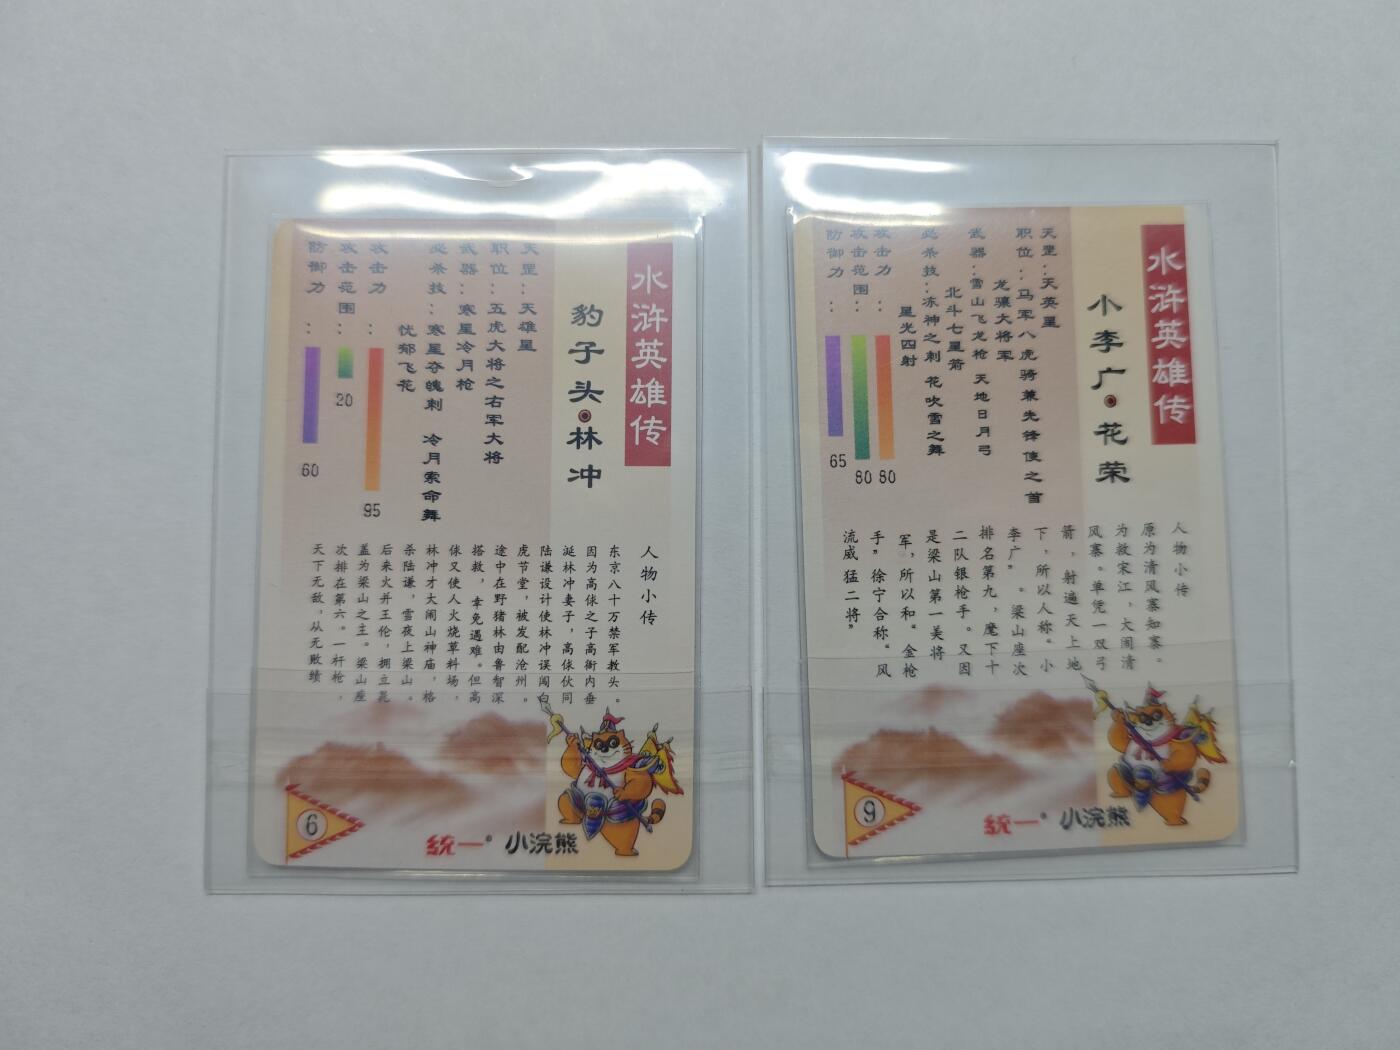 水浒英雄传
豹子头·林冲
天罡：天雄星
职位：五虎大将之右军大将
武器：寒星冷月枪
必杀技：寒星夺魄刺 冷月索命舞
忧郁飞花
攻击力：
95
攻击范围：
20
防御力：
60
人物小传
东京八十万禁军教头。
因为高俅之子高衙内垂
涎林冲妻子，高俅伙同
陆谦设计使林冲误闯白
虎节堂，被发配沧州。
途中在野猪林由鲁智深
搭救，幸免遇难。但高
俅又使人火烧草料场，
林冲才大闹山神庙，格
杀陆谦，雪夜上梁山。
后来火并王伦，拥立晁
盖为梁山之主。梁山座
次排在第六。一杆枪，
天下无敌，从无败绩
6
统一 小浣熊
水浒英雄传
小李广·花荣
天罡：天英星
职位：马军八虎骑兼先锋使之首
龙骧大将军
武器：雪山飞龙枪 天地日月弓
北斗七星箭
必杀技：冻神之刺 花吹雪之舞
星光四射
攻击力：
80
攻击范围：
80
防御力：
65
人物小传
原为清风寨知寨。
为救宋江，大闹清
风寨。单凭一双弓
箭，射遍天上地
下，所以人称“小
李广”。梁山座次
排名第九，麾下十
二队银枪手。又因
是梁山第一美将
军，所以和“金枪
手”徐宁合称“风
流威猛二将”
9
统一 小浣熊